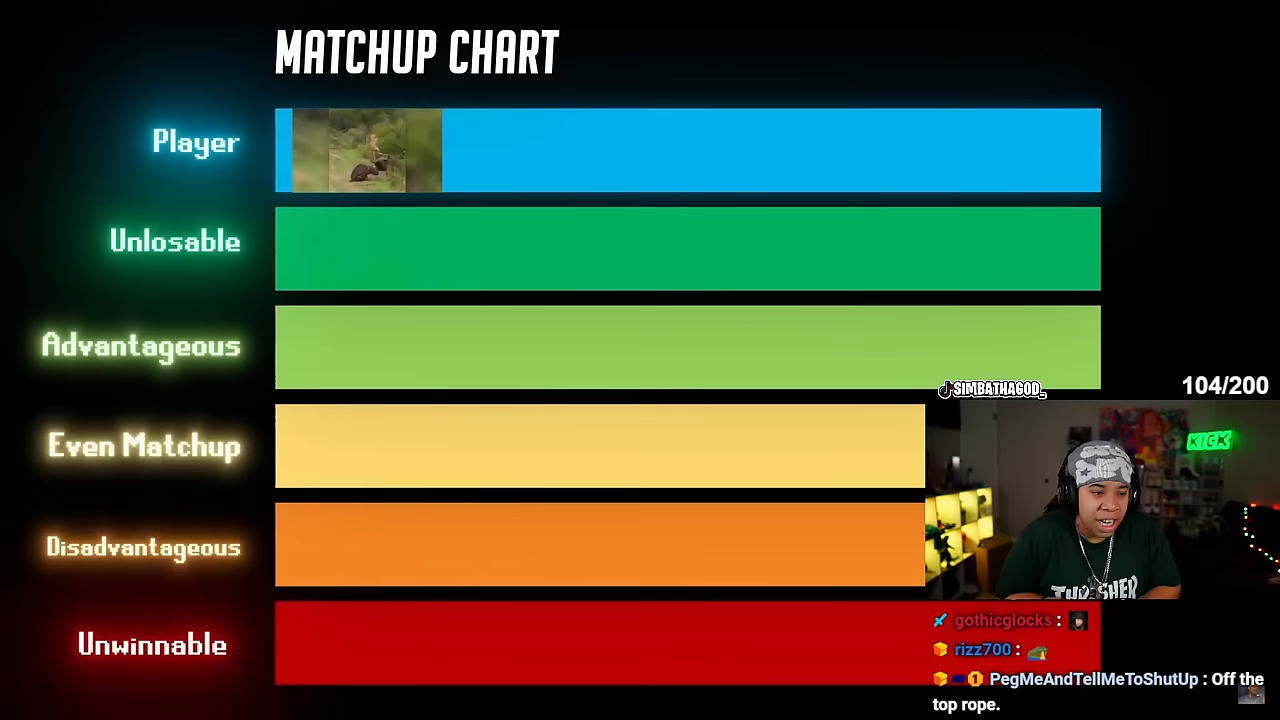 MATCHUP CHART
Player
Unlosable
Advantageous
SIMBATHAGOD_
104/200
Even Matchup
KICK
Disadvantageous
THRASHER
Unwinnable
gothicglocks :
rizz700 :
1 PegMeAndTellMeToShutUp : Off the
top rope.